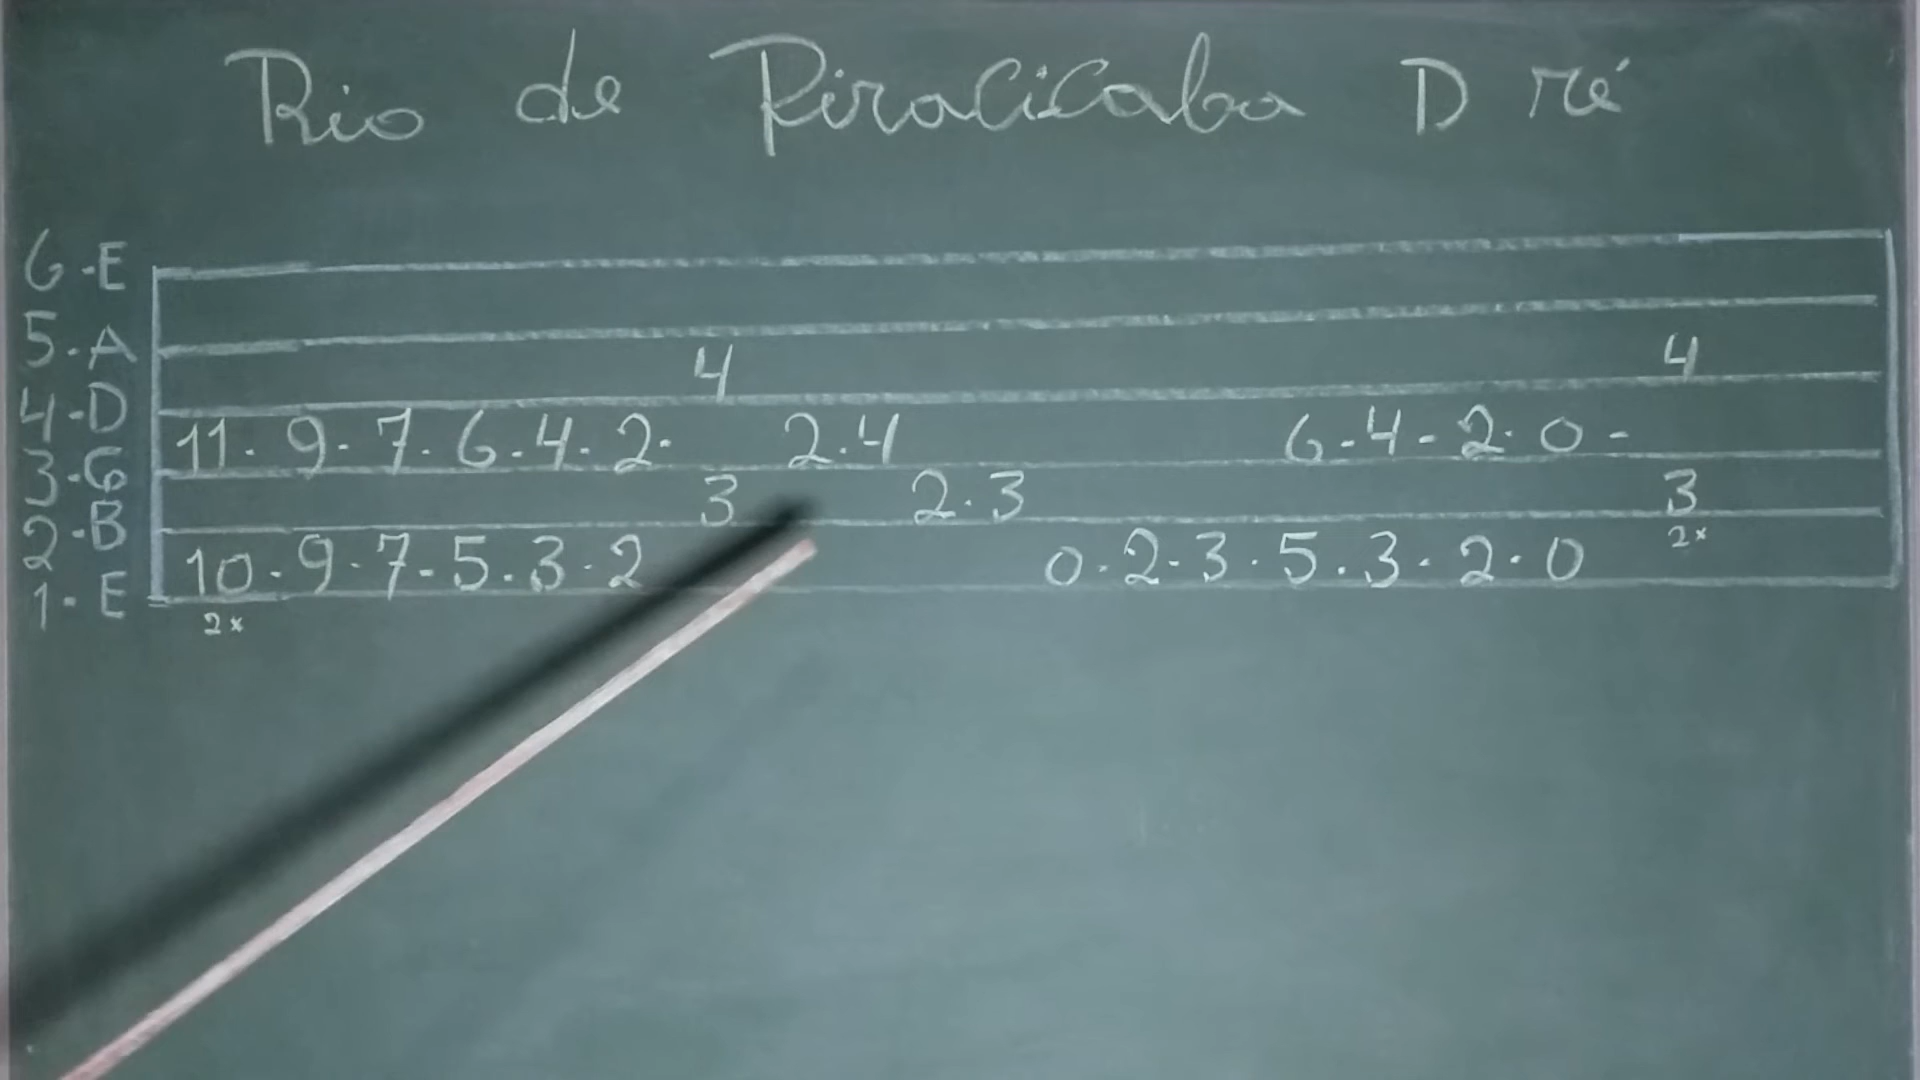 Rio de Piracicaba D ré
6-E
5-A
4 4
4-D
11. 9. 7. 6. 4. 2. 2.4 6-4-2.0-
3-G
3 2.3 3
2-B
2x
10.9.7-5.3.2 0.2-3.5.3.2.0
1-E
2x